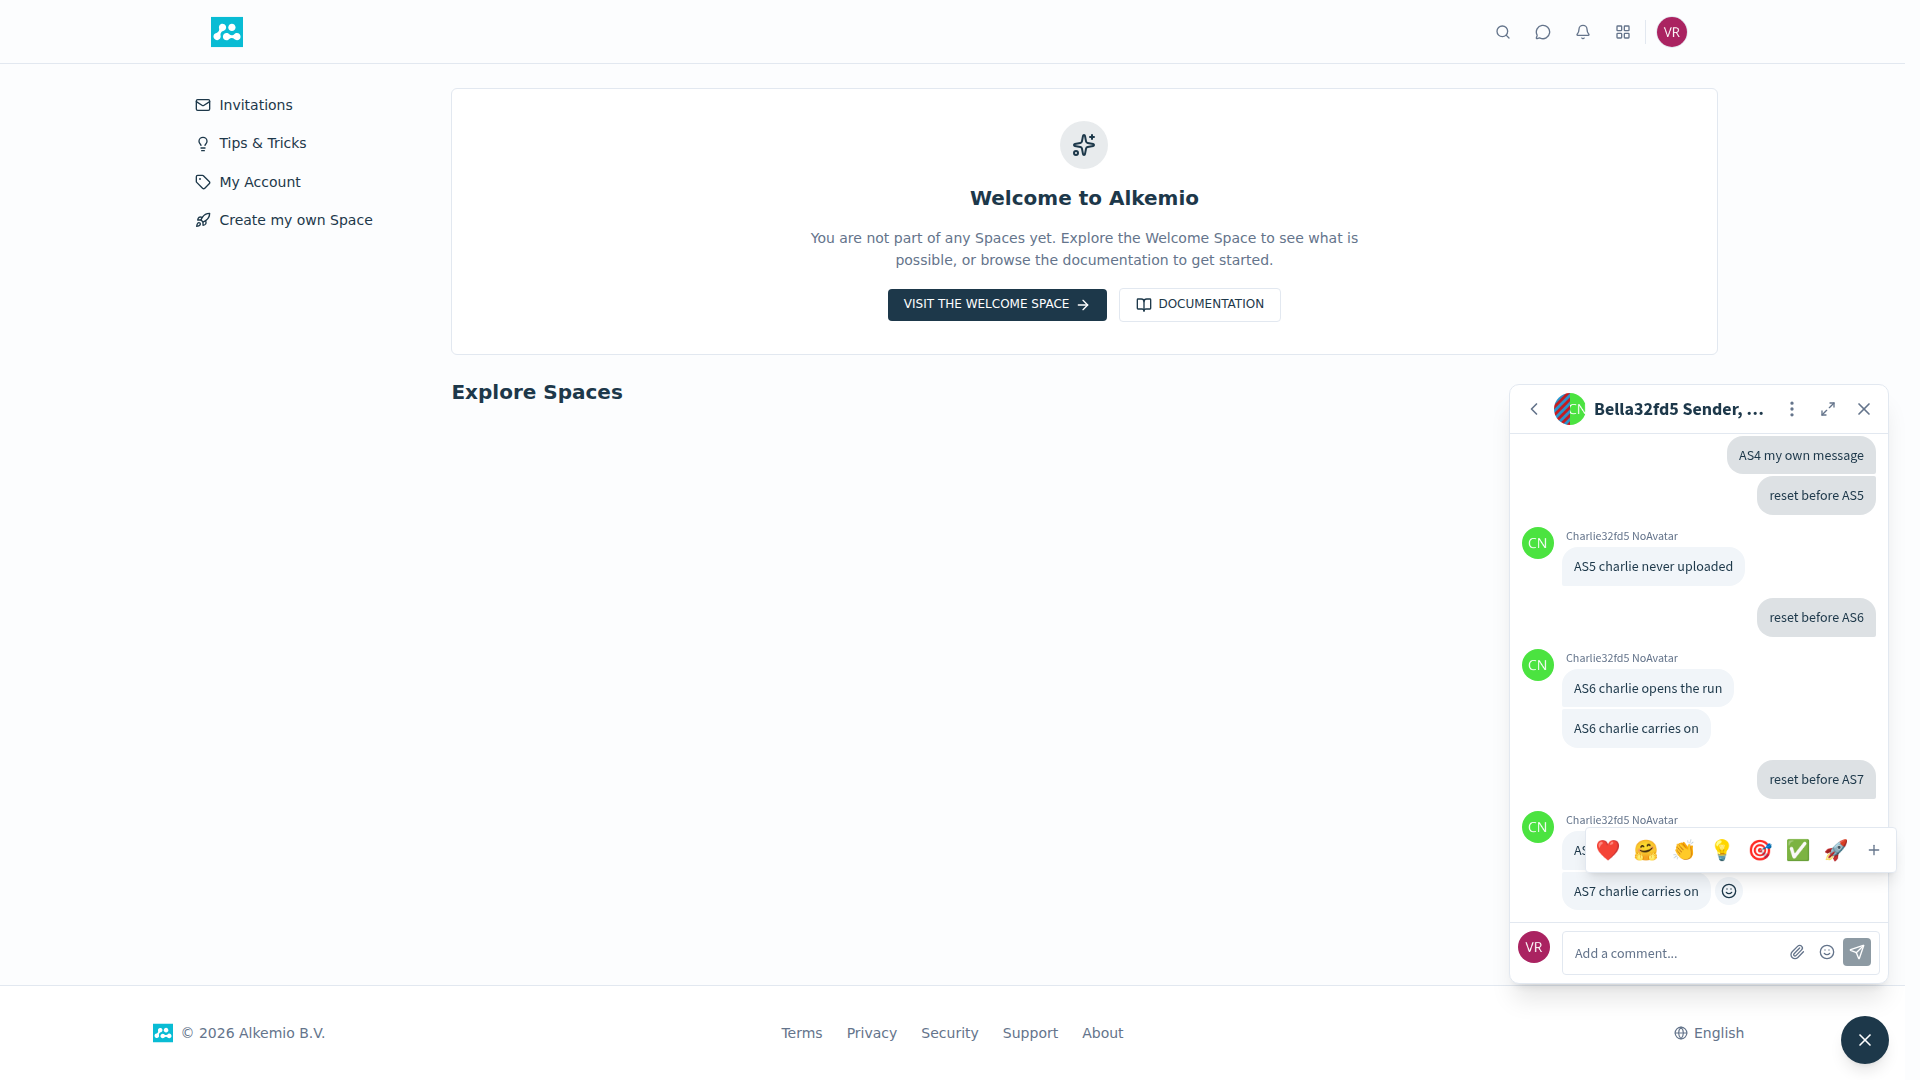 VR
Invitations
Tips & Tricks
My Account
Create my own Space
Welcome to Alkemio
You are not part of any Spaces yet. Explore the Welcome Space to see what is
possible, or browse the documentation to get started.
VISIT THE WELCOME SPACE
DOCUMENTATION
Explore Spaces
CN
Bella32fd5 Sender, ...
AS4 my own message
reset before AS5
Charlie32fd5 NoAvatar
CN
AS5 charlie never uploaded
reset before AS6
Charlie32fd5 NoAvatar
CN
AS6 charlie opens the run
AS6 charlie carries on
reset before AS7
Charlie32fd5 NoAvatar
CN
AS7 charlie carries on
VR
Add a comment...
© 2026 Alkemio B.V.
Terms
Privacy
Security
Support
About
English